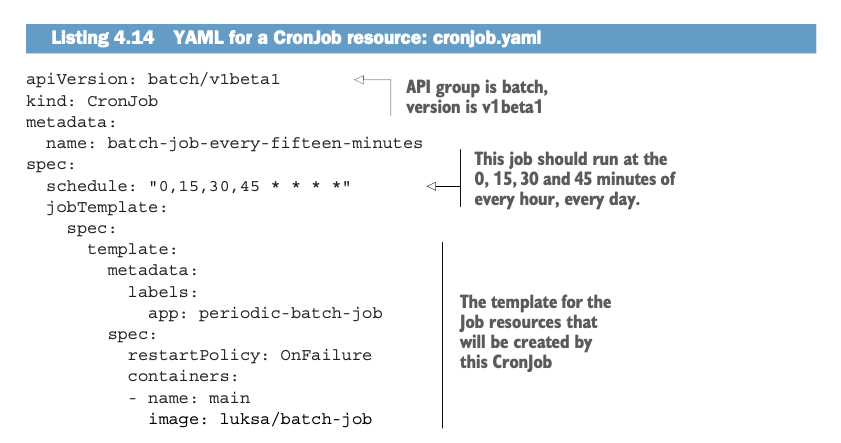 Listing 4.14 YAML for a CronJob resource: cronjob.yaml
apiVersion: batch/v1beta1
kind: CronJob
metadata:
  name: batch-job-every-fifteen-minutes
spec:
  schedule: "0,15,30,45 * * * *"
  jobTemplate:
    spec:
      template:
        metadata:
          labels:
            app: periodic-batch-job
        spec:
          restartPolicy: OnFailure
          containers:
          - name: main
            image: luksa/batch-job
API group is batch,
version is v1beta1
This job should run at the
0, 15, 30 and 45 minutes of
every hour, every day.
The template for the
Job resources that
will be created by
this CronJob